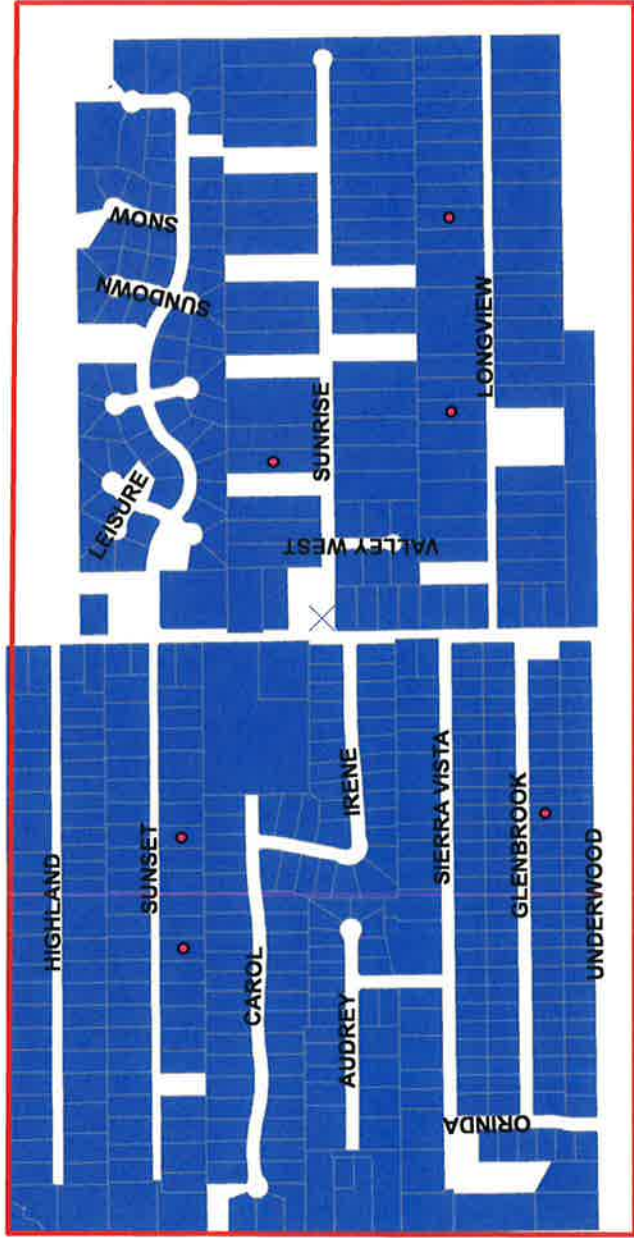 SNOW
SUNDOWN
LEISURE
SUNRISE
LONGVIEW
VALLEY WEST
HIGHLAND
SUNSET
CAROL
IRENE
AUDREY
SIERRA VISTA
GLENBROOK
UNDERWOOD
ORINDA